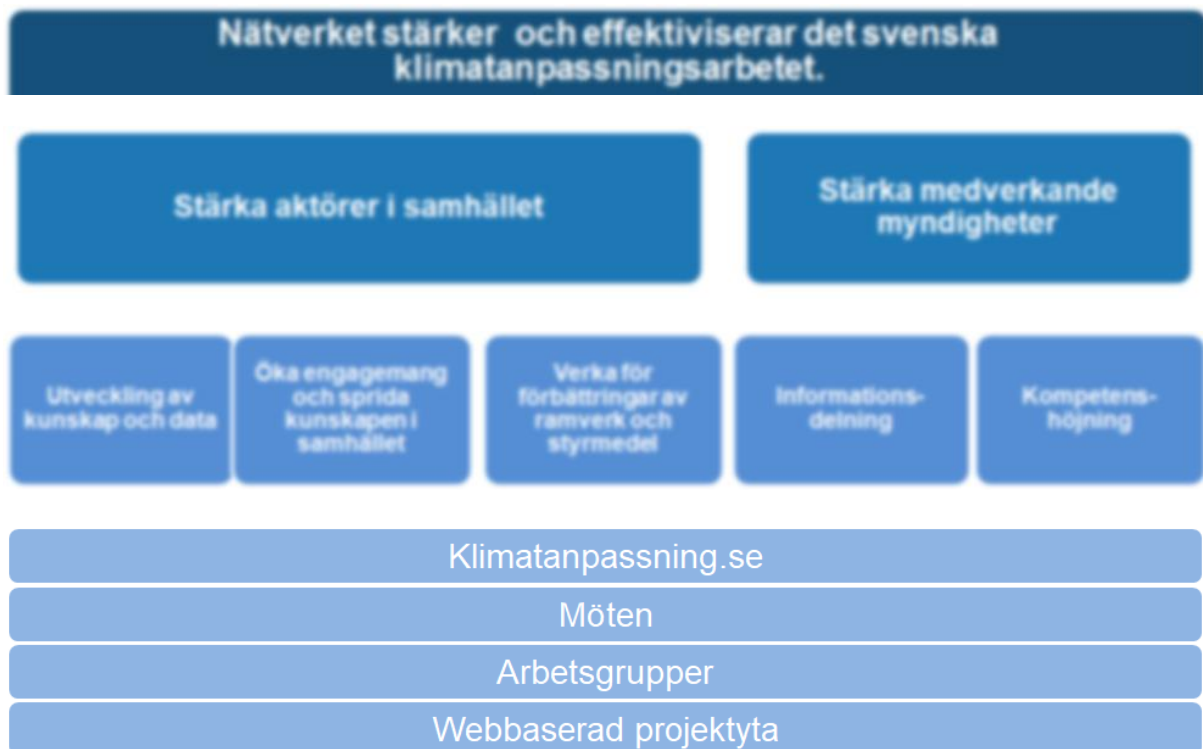 Nätverket stärker och effektiviserar det svenska
klimatanpassningsarbetet.
Stärka aktörer i samhället
Stärka medverkande
myndigheter
Utveckling av
kunskap och data
Öka engagemang
och sprida
kunskapen i
samhället
Verka för
förbättringar av
ramverk och
styrmedel
Informations-
delning
Kompetens-
höjning
Klimatanpassning.se
Möten
Arbetsgrupper
Webbaserad projektyta